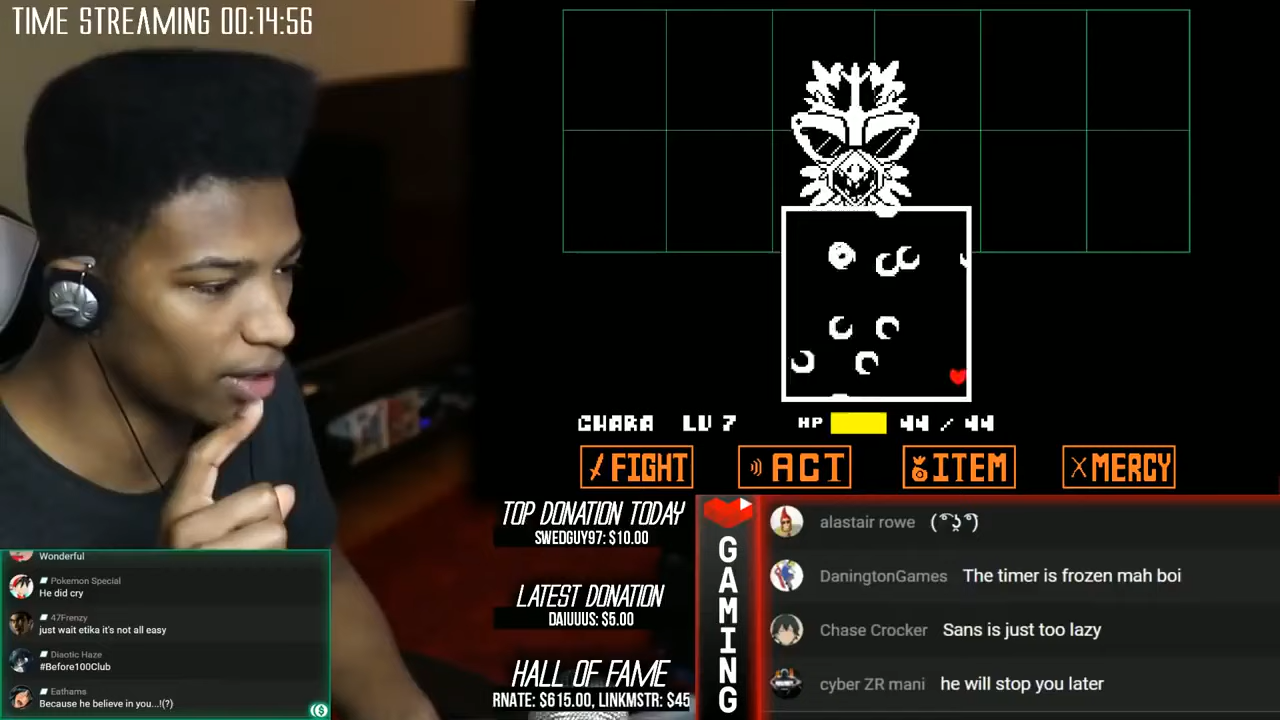 TIME STREAMING 00:14:56
CHARA LV 7 HP 44 / 44
FIGHT
ACT
ITEM
MERCY
Wonderful
Pokemon Special
He did cry
47Frenzy
just wait etika it's not all easy
Diaotic Haze
#Before100Club
Eathams
Because he believe in you...!(?)
TOP DONATION TODAY
SWEDGUY97: $10.00
LATEST DONATION
DAIUUUS: $5.00
HALL OF FAME
RNATE: $615.00, LINKMSTR: $45
GAMING
alastair rowe ( ͡° ͜ʖ ͡°)
DaningtonGames The timer is frozen mah boi
Chase Crocker Sans is just too lazy
cyber ZR mani he will stop you later